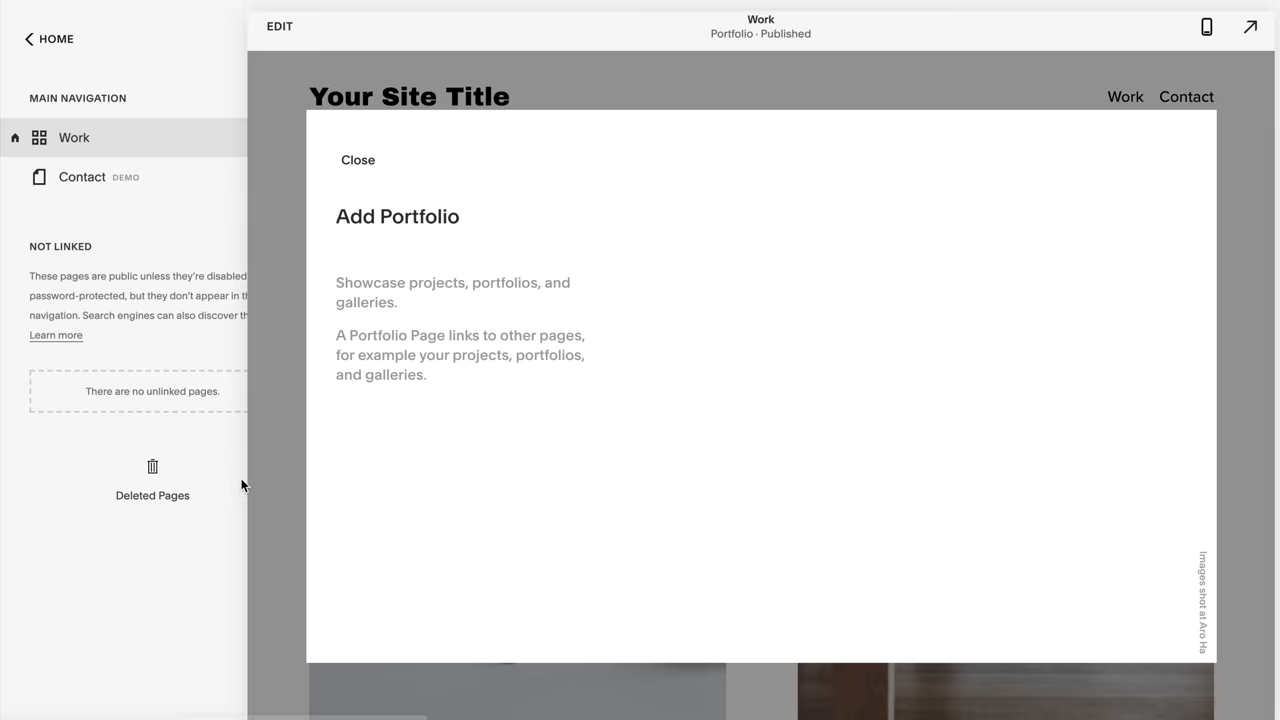 HOME
MAIN NAVIGATION
Work
Contact DEMO
NOT LINKED
These pages are public unless they're disabled
password-protected, but they don't appear in th
navigation. Search engines can also discover th
Learn more
There are no unlinked pages.
Deleted Pages
EDIT
Work
Portfolio · Published
Your Site Title
Work Contact
Close
Add Portfolio
Showcase projects, portfolios, and
galleries.
A Portfolio Page links to other pages,
for example your projects, portfolios,
and galleries.
Images shot at Aro Ha